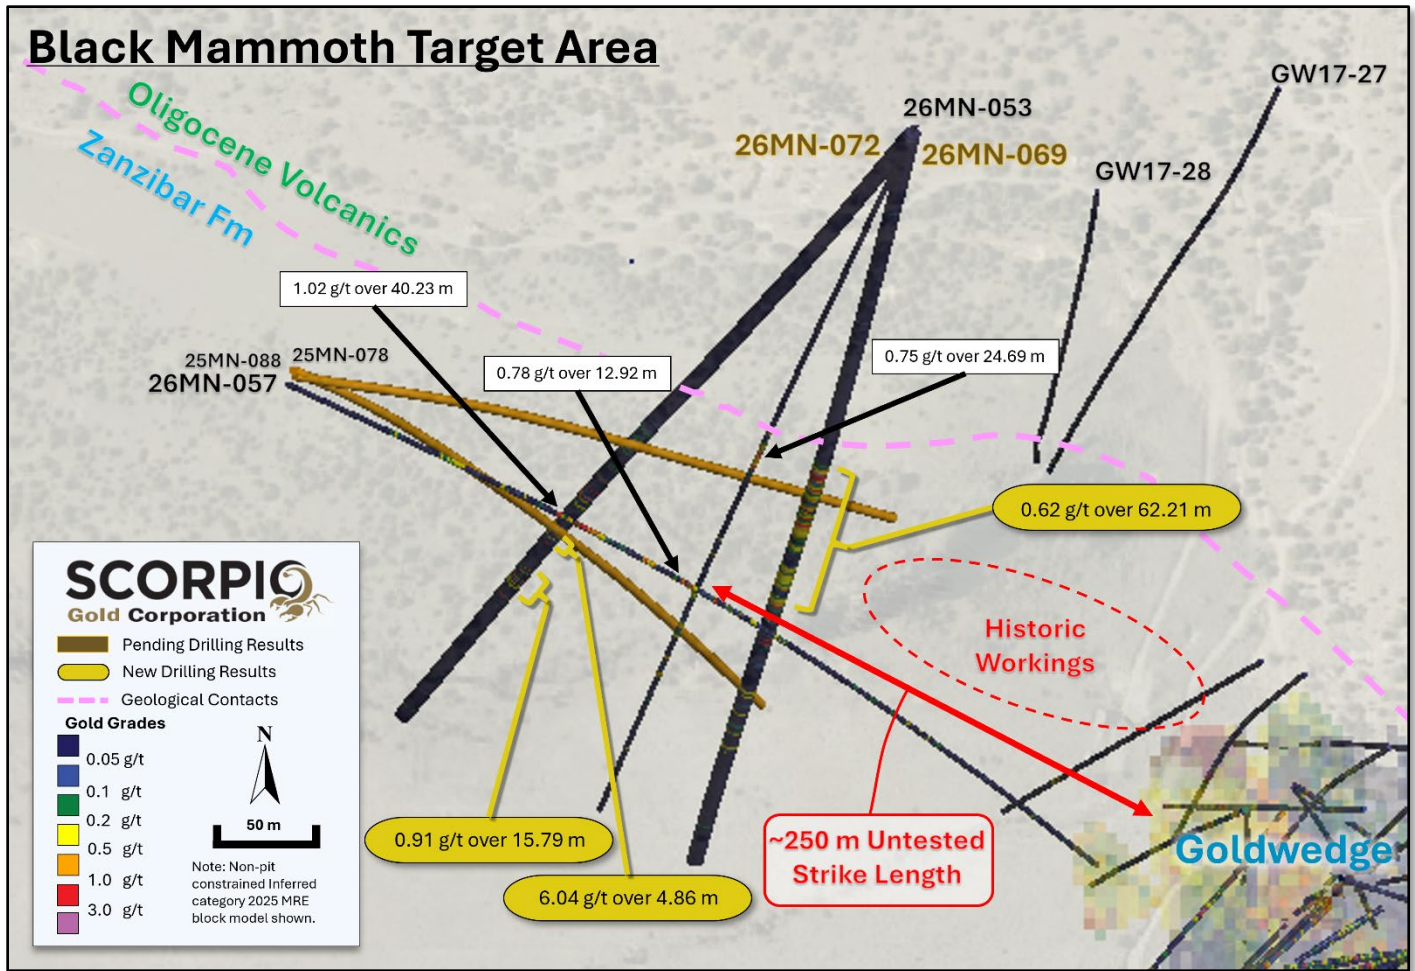 Black Mammoth Target Area
GW17-27
Oligocene Volcanics
Zanzibar Fm
26MN-053
26MN-072
26MN-069
GW17-28
1.02 g/t over 40.23 m
25MN-088
25MN-078
26MN-057
0.78 g/t over 12.92 m
0.75 g/t over 24.69 m
0.62 g/t over 62.21 m
Historic
Workings
SCORPIO
Gold Corporation
Pending Drilling Results
New Drilling Results
Geological Contacts
Gold Grades
0.05 g/t
0.1 g/t
0.2 g/t
0.5 g/t
1.0 g/t
3.0 g/t
N
50 m
Note: Non-pit
constrained Inferred
category 2025 MRE
block model shown.
0.91 g/t over 15.79 m
6.04 g/t over 4.86 m
~250 m Untested
Strike Length
Goldwedge